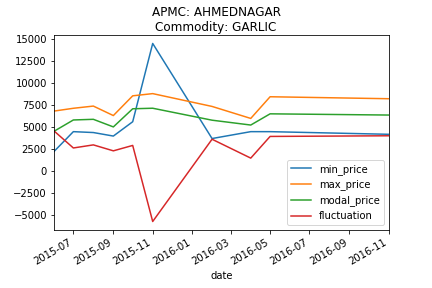 APMC: AHMEDNAGAR
Commodity: GARLIC
15000
12500
10000
7500
5000
2500
0
−2500
−5000
min_price
max_price
modal_price
fluctuation
2015-07
2015-09
2015-11
2016-01
2016-03
2016-05
2016-07
2016-09
2016-11
date